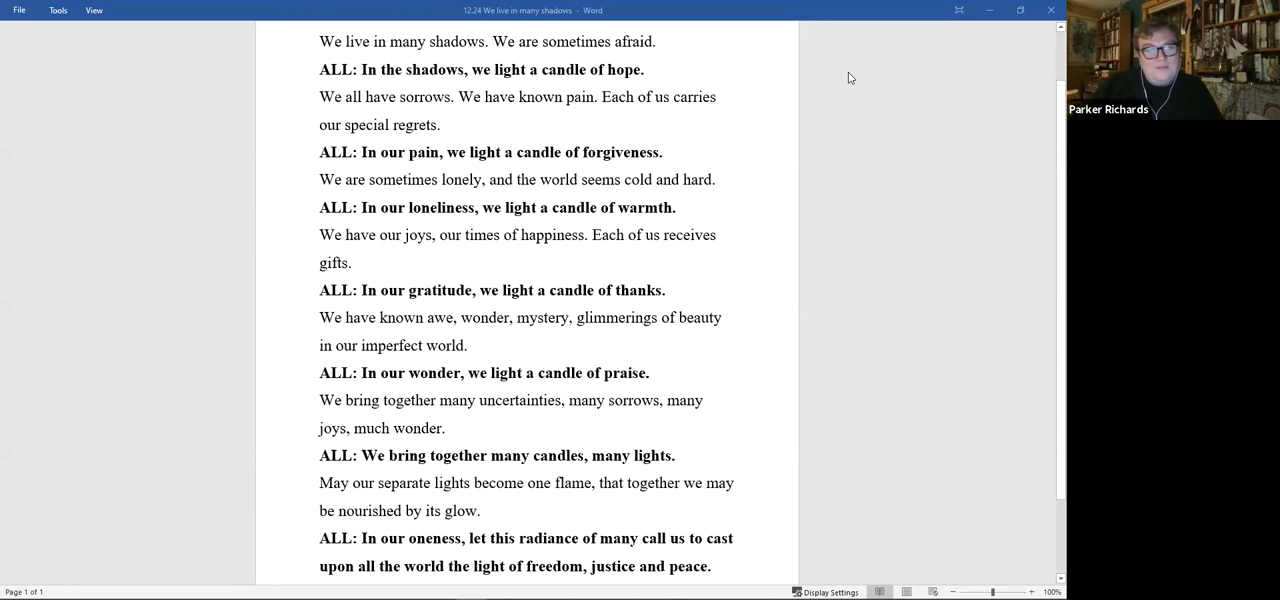 File Tools View 12.24 We live in many shadows - Word
We live in many shadows. We are sometimes afraid.
ALL: In the shadows, we light a candle of hope.
We all have sorrows. We have known pain. Each of us carries
our special regrets.
ALL: In our pain, we light a candle of forgiveness.
We are sometimes lonely, and the world seems cold and hard.
ALL: In our loneliness, we light a candle of warmth.
We have our joys, our times of happiness. Each of us receives
gifts.
ALL: In our gratitude, we light a candle of thanks.
We have known awe, wonder, mystery, glimmerings of beauty
in our imperfect world.
ALL: In our wonder, we light a candle of praise.
We bring together many uncertainties, many sorrows, many
joys, much wonder.
ALL: We bring together many candles, many lights.
May our separate lights become one flame, that together we may
be nourished by its glow.
ALL: In our oneness, let this radiance of many call us to cast
upon all the world the light of freedom, justice and peace.
Page 1 of 1 Display Settings 100%
Parker Richards